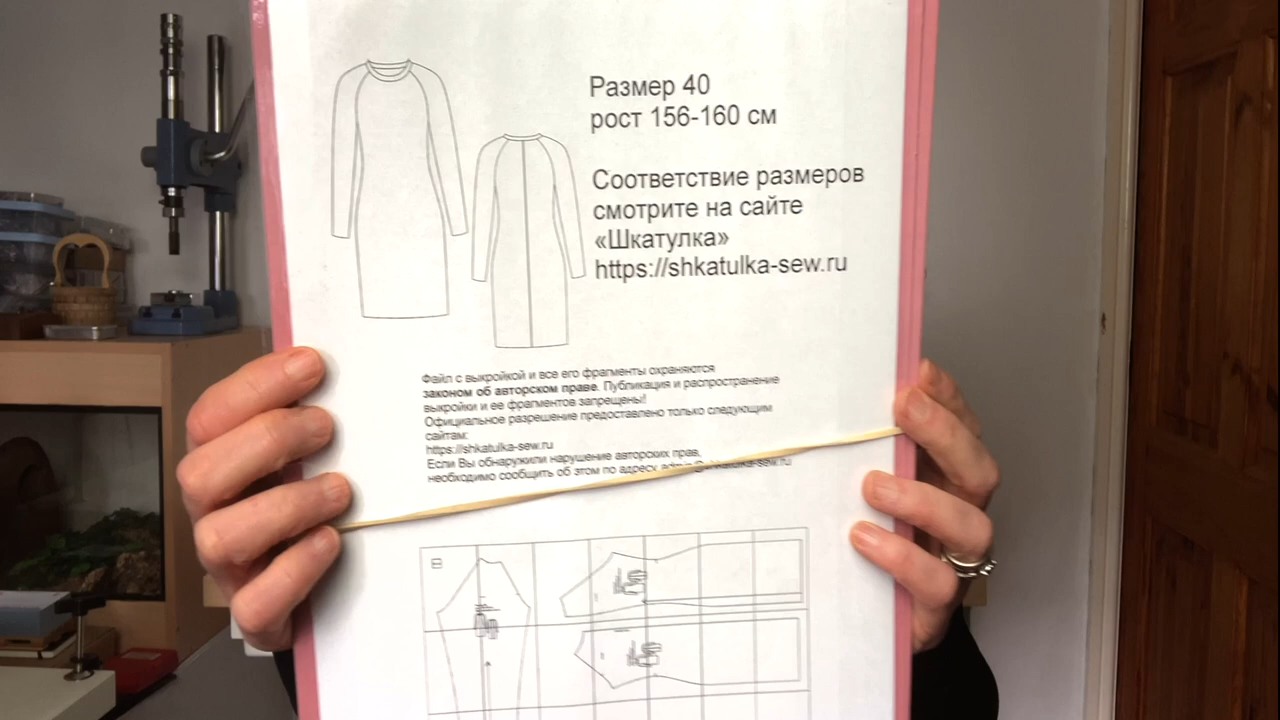 Размер 40
рост 156-160 см
Соответствие размеров
смотрите на сайте
«Шкатулка»
https://shkatulka-sew.ru
Файл с выкройкой и все его фрагменты охраняются
законом об авторском праве. Публикация и распространение
выкройки и ее фрагментов запрещены!
Официальное разрешение предоставлено только следующим
сайтам:
https://shkatulka-sew.ru
Если Вы обнаружили нарушение авторских прав,
необходимо сообщить об этом по адресу